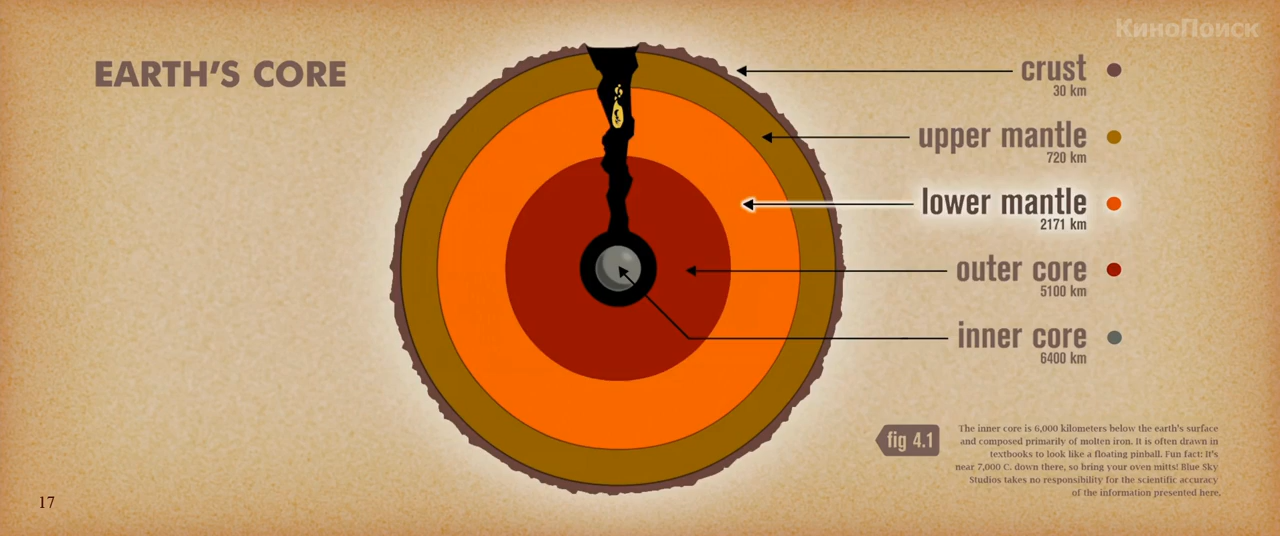 КиноПоиск
EARTH'S CORE
crust
30 km
upper mantle
720 km
lower mantle
2171 km
outer core
5100 km
inner core
6400 km
fig 4.1
The inner core is 6,000 kilometers below the earth's surface
and composed primarily of molten iron. It is often drawn in
textbooks to look like a floating pinball. Fun fact: It's
near 7,000 C. down there, so bring your oven mitts! Blue Sky
Studios takes no responsibility for the scientific accuracy
of the information presented here.
17